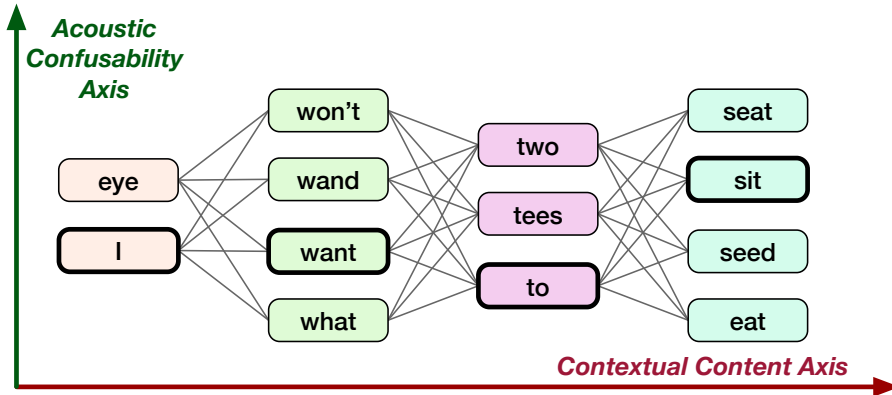 Acoustic
Confusability
Axis
won't
seat
two
eye
wand
sit
tees
I
want
seed
to
what
eat
Contextual Content Axis